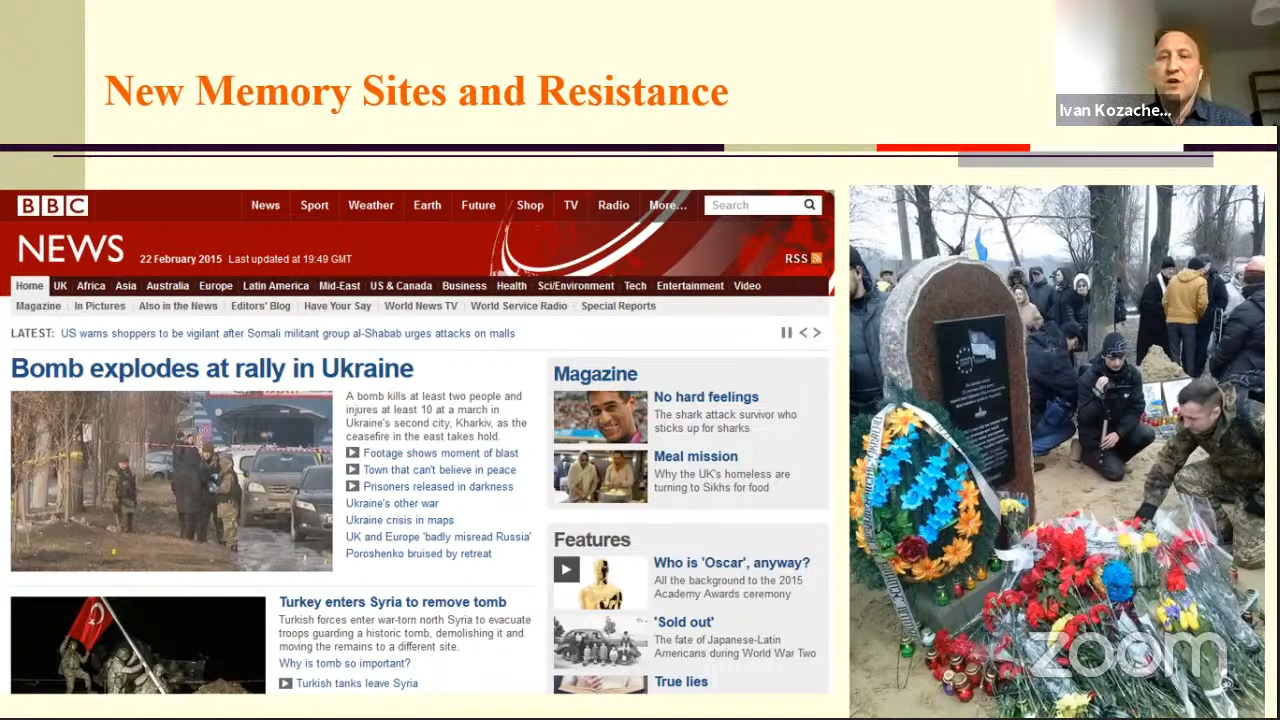 New Memory Sites and Resistance
Ivan Kozache...
BBC
News Sport Weather Earth Future Shop TV Radio More... Search
NEWS
22 February 2015 Last updated at 19:49 GMT
RSS
Home UK Africa Asia Australia Europe Latin America Mid-East US & Canada Business Health Sci/Environment Tech Entertainment Video
Magazine In Pictures Also in the News Editors' Blog Have Your Say World News TV World Service Radio Special Reports
LATEST: US warns shoppers to be vigilant after Somali militant group al-Shabab urges attacks on malls
Bomb explodes at rally in Ukraine
A bomb kills at least two people and
injures at least 10 at a march in
Ukraine's second city, Kharkiv, as the
ceasefire in the east takes hold.
Footage shows moment of blast
Town that can't believe in peace
Prisoners released in darkness
Ukraine's other war
Ukraine crisis in maps
UK and Europe 'badly misread Russia'
Poroshenko bruised by retreat
Turkey enters Syria to remove tomb
Turkish forces enter war-torn north Syria to evacuate
troops guarding a historic tomb, demolishing it and
moving the remains to a different site.
Why is tomb so important?
Turkish tanks leave Syria
Magazine
No hard feelings
The shark attack survivor who
sticks up for sharks
Meal mission
Why the UK's homeless are
turning to Sikhs for food
Features
Who is 'Oscar', anyway?
All the background to the 2015
Academy Awards ceremony
'Sold out'
The fate of Japanese-Latin
Americans during World War Two
True lies
zoom